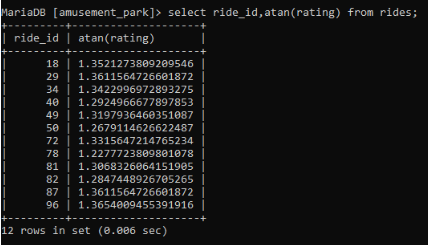 MariaDB [amusement_park]> select ride_id,atan(rating) from rides;
+---------+--------------------+
| ride_id | atan(rating)       |
+---------+--------------------+
|      18 | 1.3521273809209546 |
|      29 | 1.3611564726601872 |
|      34 | 1.3422996972893275 |
|      40 | 1.2924966677897853 |
|      49 | 1.3197936460351087 |
|      50 | 1.2679114626622487 |
|      72 | 1.3315647214765234 |
|      78 | 1.2277723809801078 |
|      81 | 1.3068326064151905 |
|      82 | 1.2847448926705265 |
|      87 | 1.3611564726601872 |
|      96 | 1.3654009455391916 |
+---------+--------------------+
12 rows in set (0.006 sec)